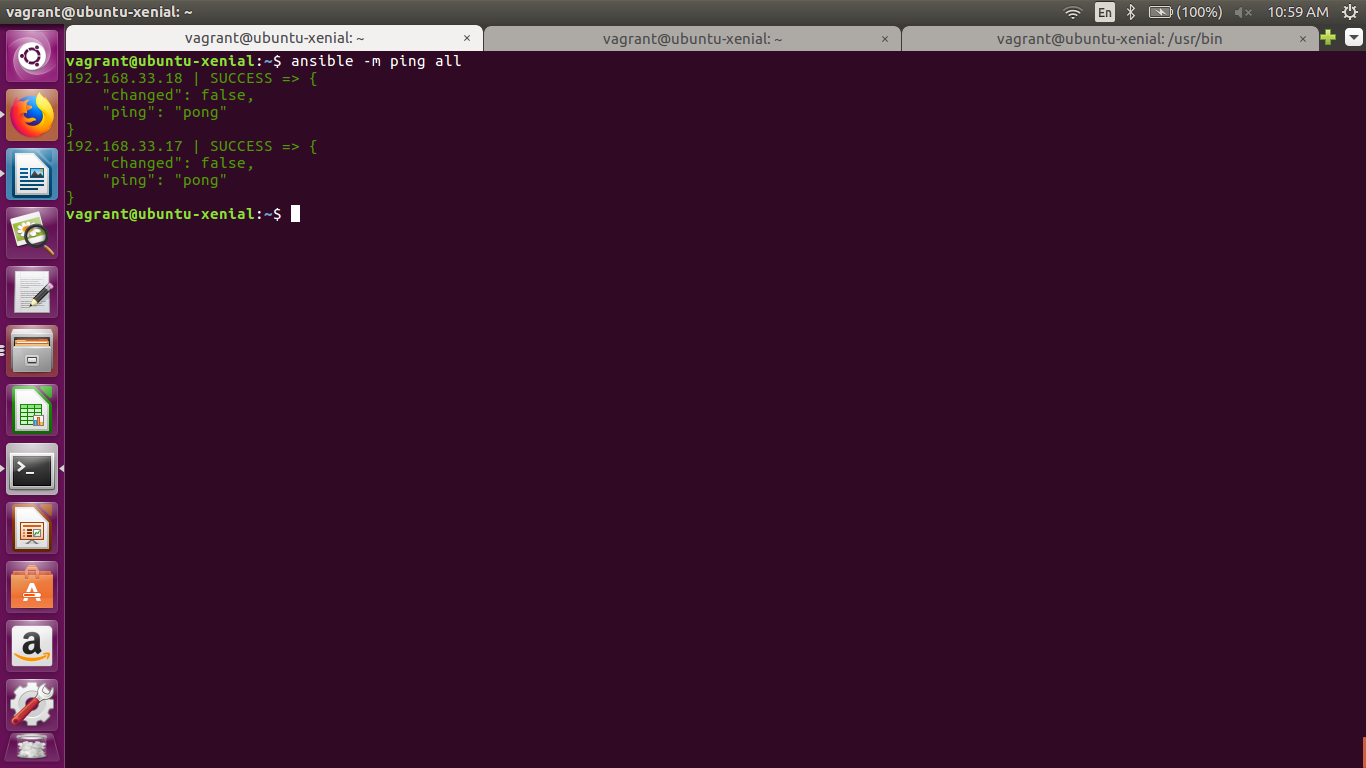 vagrant@ubuntu-xenial: ~
En
(100%)
10:59 AM
vagrant@ubuntu-xenial: ~ ×
vagrant@ubuntu-xenial: ~ ×
vagrant@ubuntu-xenial: /usr/bin ×
vagrant@ubuntu-xenial:~$ ansible -m ping all
192.168.33.18 | SUCCESS => {
    "changed": false,
    "ping": "pong"
}
192.168.33.17 | SUCCESS => {
    "changed": false,
    "ping": "pong"
}
vagrant@ubuntu-xenial:~$
>_
A
a